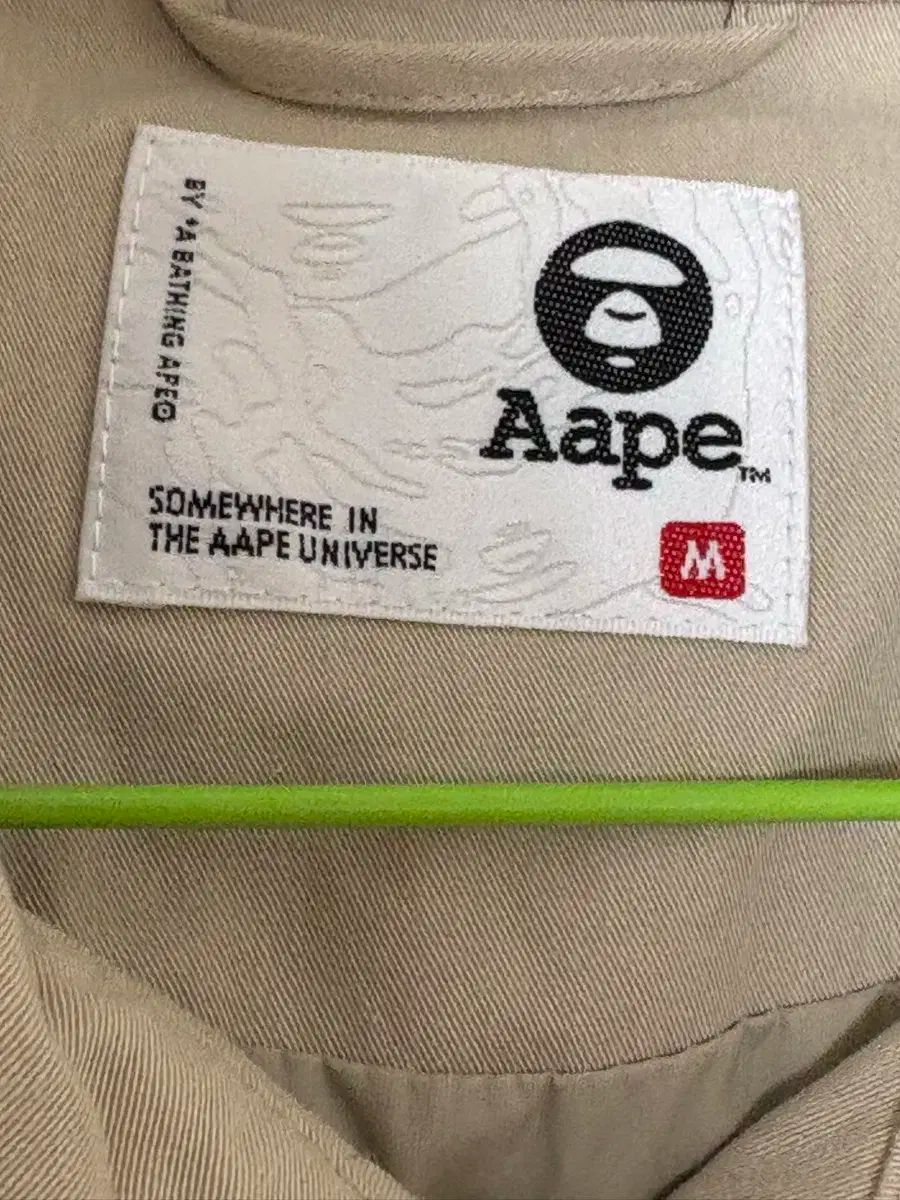 BY *A BATHING APE®
Aape™
SOMEWHERE IN
THE AAPE UNIVERSE
M